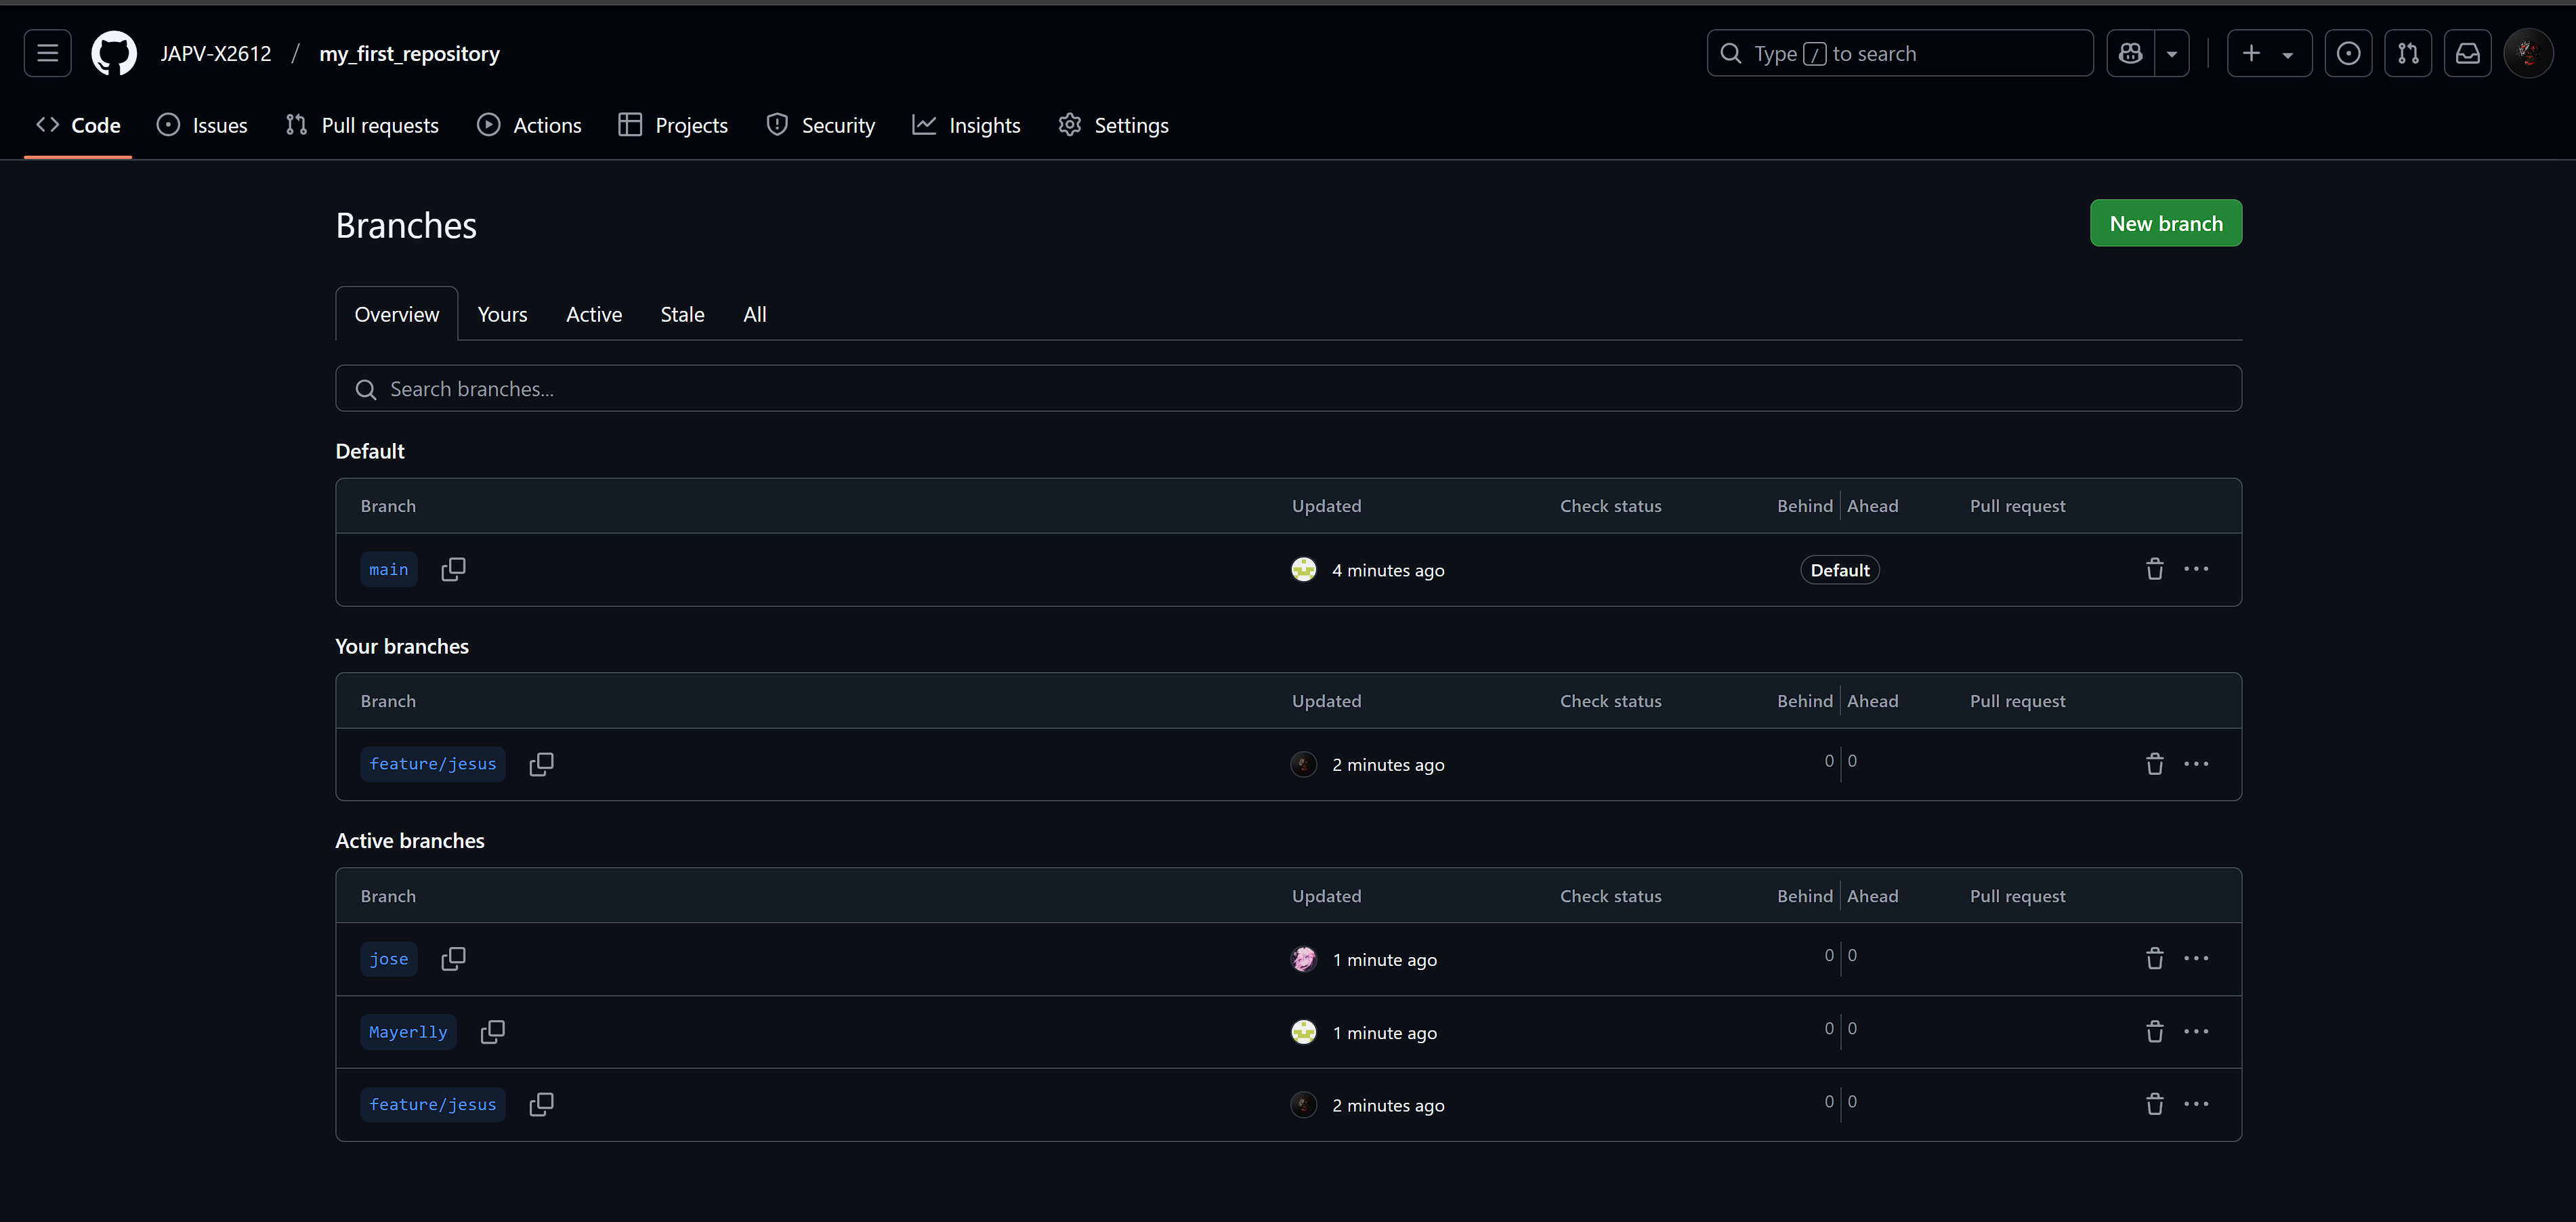 JAPV-X2612 / my_first_repository
Type / to search
Code Issues Pull requests Actions Projects Security Insights Settings
Branches
New branch
Overview Yours Active Stale All
Search branches...
Default
Branch Updated Check status Behind Ahead Pull request
main 4 minutes ago Default
Your branches
Branch Updated Check status Behind Ahead Pull request
feature/jesus 2 minutes ago 0 0
Active branches
Branch Updated Check status Behind Ahead Pull request
jose 1 minute ago 0 0
Mayerlly 1 minute ago 0 0
feature/jesus 2 minutes ago 0 0